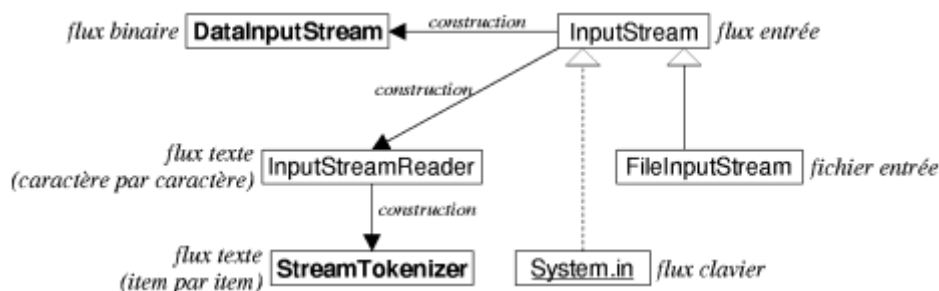 flux binaire DataInputStream construction InputStream flux entrée
construction
flux texte
(caractère par caractère) InputStreamReader FileInputStream fichier entrée
construction
flux texte
(item par item) StreamTokenizer System.in flux clavier